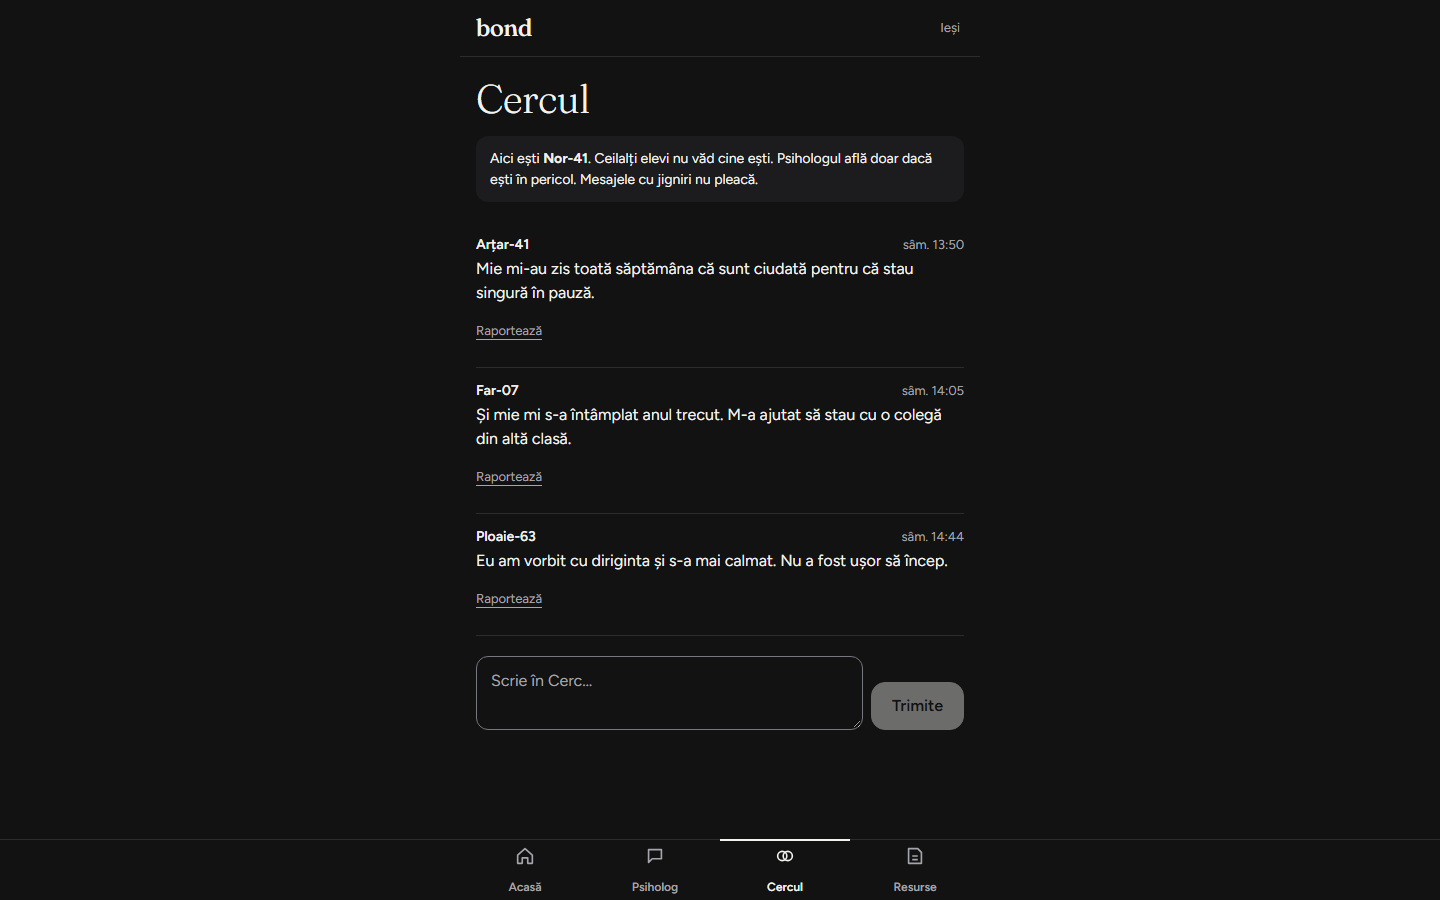 bond
Ieși
Cercul
Aici ești Nor-41. Ceilalți elevi nu văd cine ești. Psihologul află doar dacă
ești în pericol. Mesajele cu jigniri nu pleacă.
Arțar-41
sâm. 13:50
Mie mi-au zis toată săptămâna că sunt ciudată pentru că stau
singură în pauză.
Raportează
Far-07
sâm. 14:05
Și mie mi s-a întâmplat anul trecut. M-a ajutat să stau cu o colegă
din altă clasă.
Raportează
Ploaie-63
sâm. 14:44
Eu am vorbit cu diriginta și s-a mai calmat. Nu a fost ușor să încep.
Raportează
Scrie în Cerc...
Trimite
Acasă
Psiholog
Cercul
Resurse